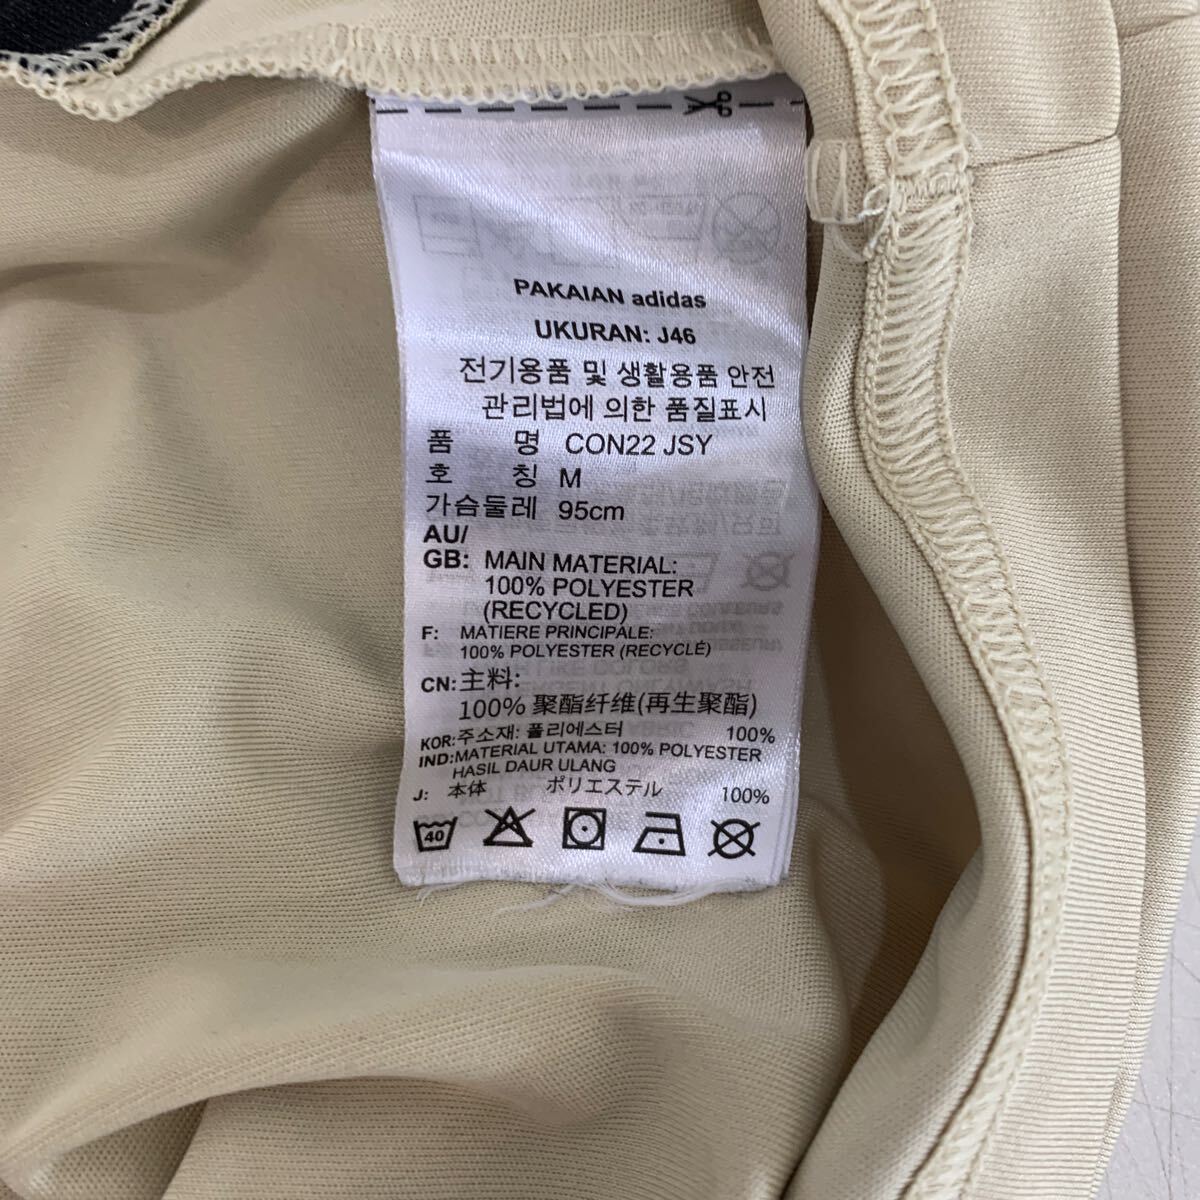 PAKAIAN adidas
UKURAN: J46
전기용품 및 생활용품 안전
관리법에 의한 품질표시
품 명 CON22 JSY
호 칭 M
가슴둘레 95cm
AU/
GB: MAIN MATERIAL:
100% POLYESTER
(RECYCLED)
F: MATIERE PRINCIPALE:
100% POLYESTER (RECYCLÉ)
CN: 主料:
100% 聚酯纤维(再生聚酯)
KOR: 주소재: 폴리에스터 100%
IND: MATERIAL UTAMA: 100% POLYESTER
HASIL DAUR ULANG
J: 本体 ポリエステル 100%
40